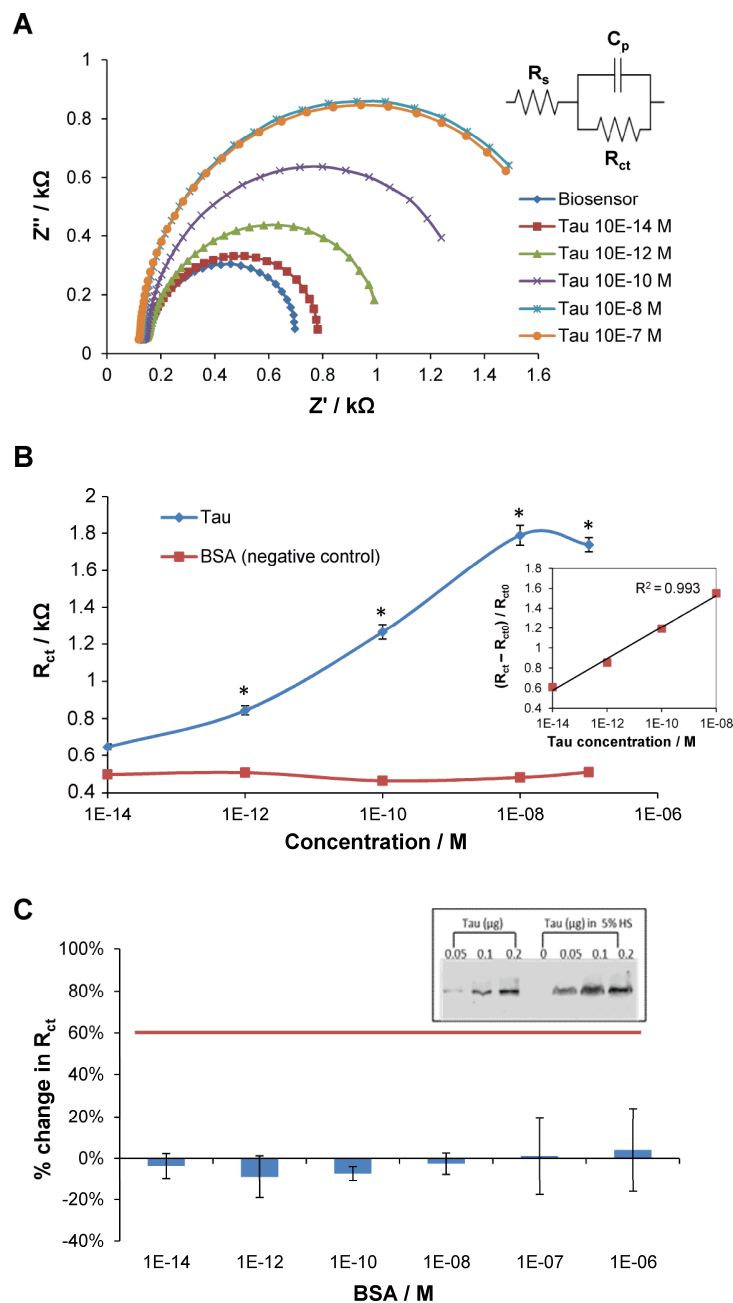 A
1
0.8
0.6
0.4
0.2
0
Z'' / kΩ
0 0.2 0.4 0.6 0.8 1 1.2 1.4 1.6
Z' / kΩ
Cp
Rs
Rct
Biosensor
Tau 10E-14 M
Tau 10E-12 M
Tau 10E-10 M
Tau 10E-8 M
Tau 10E-7 M
B
2
1.8
1.6
1.4
1.2
1
0.8
0.6
0.4
Rct / kΩ
Tau
BSA (negative control)
*
*
*
*
1E-14 1E-12 1E-10 1E-08 1E-06
Concentration / M
1.8
1.6
1.4
1.2
1
0.8
0.6
0.4
(Rct – Rct0) / Rct0
R² = 0.993
1E-14 1E-12 1E-10 1E-08
Tau concentration / M
C
100%
80%
60%
40%
20%
0%
-20%
-40%
% change in Rct
Tau (µg) Tau (µg) in 5% HS
0.05 0.1 0.2 0 0.05 0.1 0.2
1E-14 1E-12 1E-10 1E-08 1E-07 1E-06
BSA / M